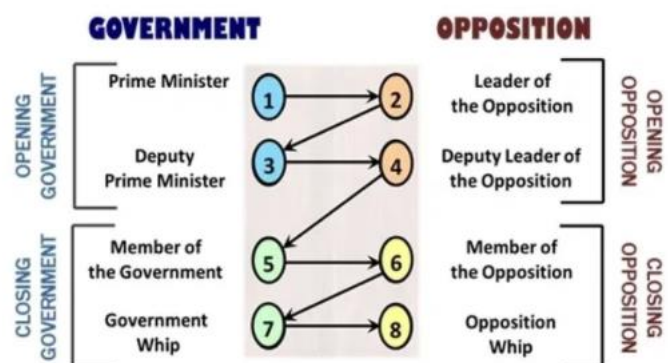 GOVERNMENT
OPPOSITION
OPENING
GOVERNMENT
Prime Minister
1
2
Leader of
the Opposition
OPENING
OPPOSITION
Deputy
Prime Minister
3
4
Deputy Leader of
the Opposition
CLOSING
GOVERNMENT
Member of
the Government
5
6
Member of
the Opposition
CLOSING
OPPOSITION
Government
Whip
7
8
Opposition
Whip